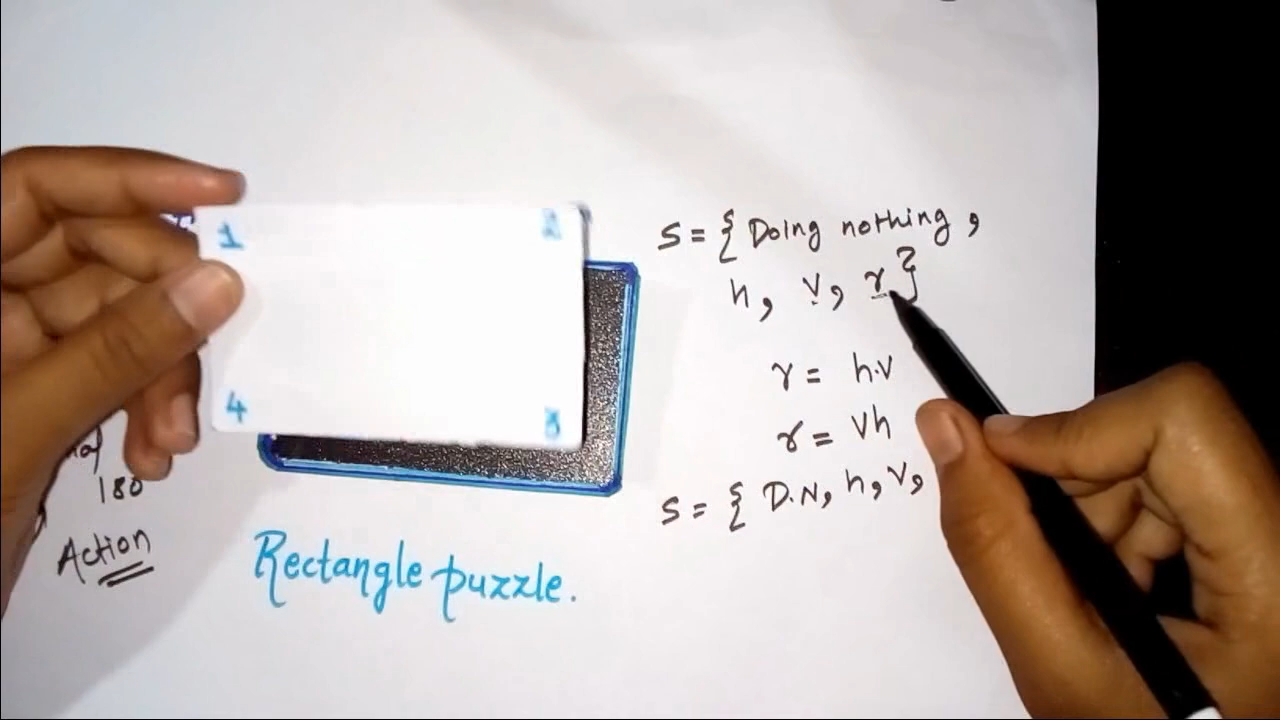 1 2
4 3
S = { Doing nothing ,
h, v, r }
r = h.v
r = vh
S = { D.N, h, v,
180
Action
Rectangle puzzle.